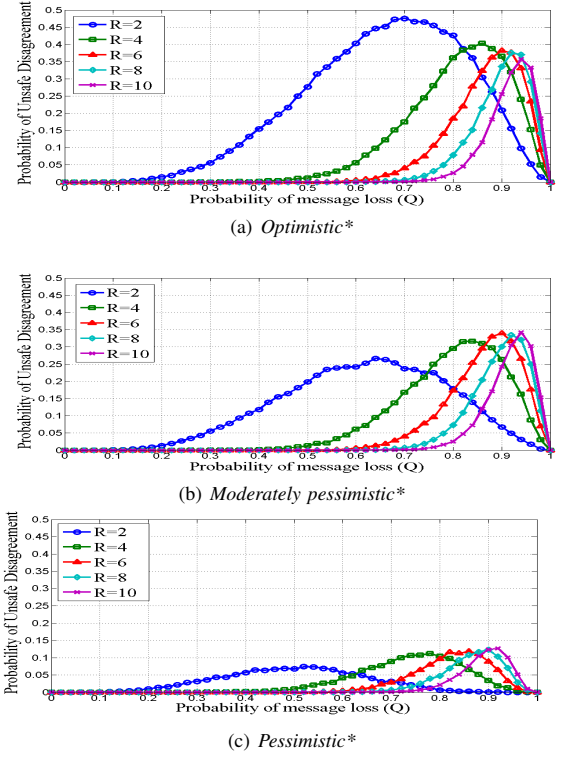 Probability of Unsafe Disagreement
0.5
0.45
0.4
0.35
0.3
0.25
0.2
0.15
0.1
0.05
0
R=2
R=4
R=6
R=8
R=10
0 0.1 0.2 0.3 0.4 0.5 0.6 0.7 0.8 0.9 1
Probability of message loss (Q)
(a) Optimistic*
Probability of Unsafe Disagreement
0.5
0.45
0.4
0.35
0.3
0.25
0.2
0.15
0.1
0.05
0
R=2
R=4
R=6
R=8
R=10
0 0.1 0.2 0.3 0.4 0.5 0.6 0.7 0.8 0.9 1
Probability of message loss (Q)
(b) Moderately pessimistic*
Probability of Unsafe Disagreement
0.5
0.45
0.4
0.35
0.3
0.25
0.2
0.15
0.1
0.05
0
R=2
R=4
R=6
R=8
R=10
0 0.1 0.2 0.3 0.4 0.5 0.6 0.7 0.8 0.9 1
Probability of message loss (Q)
(c) Pessimistic*